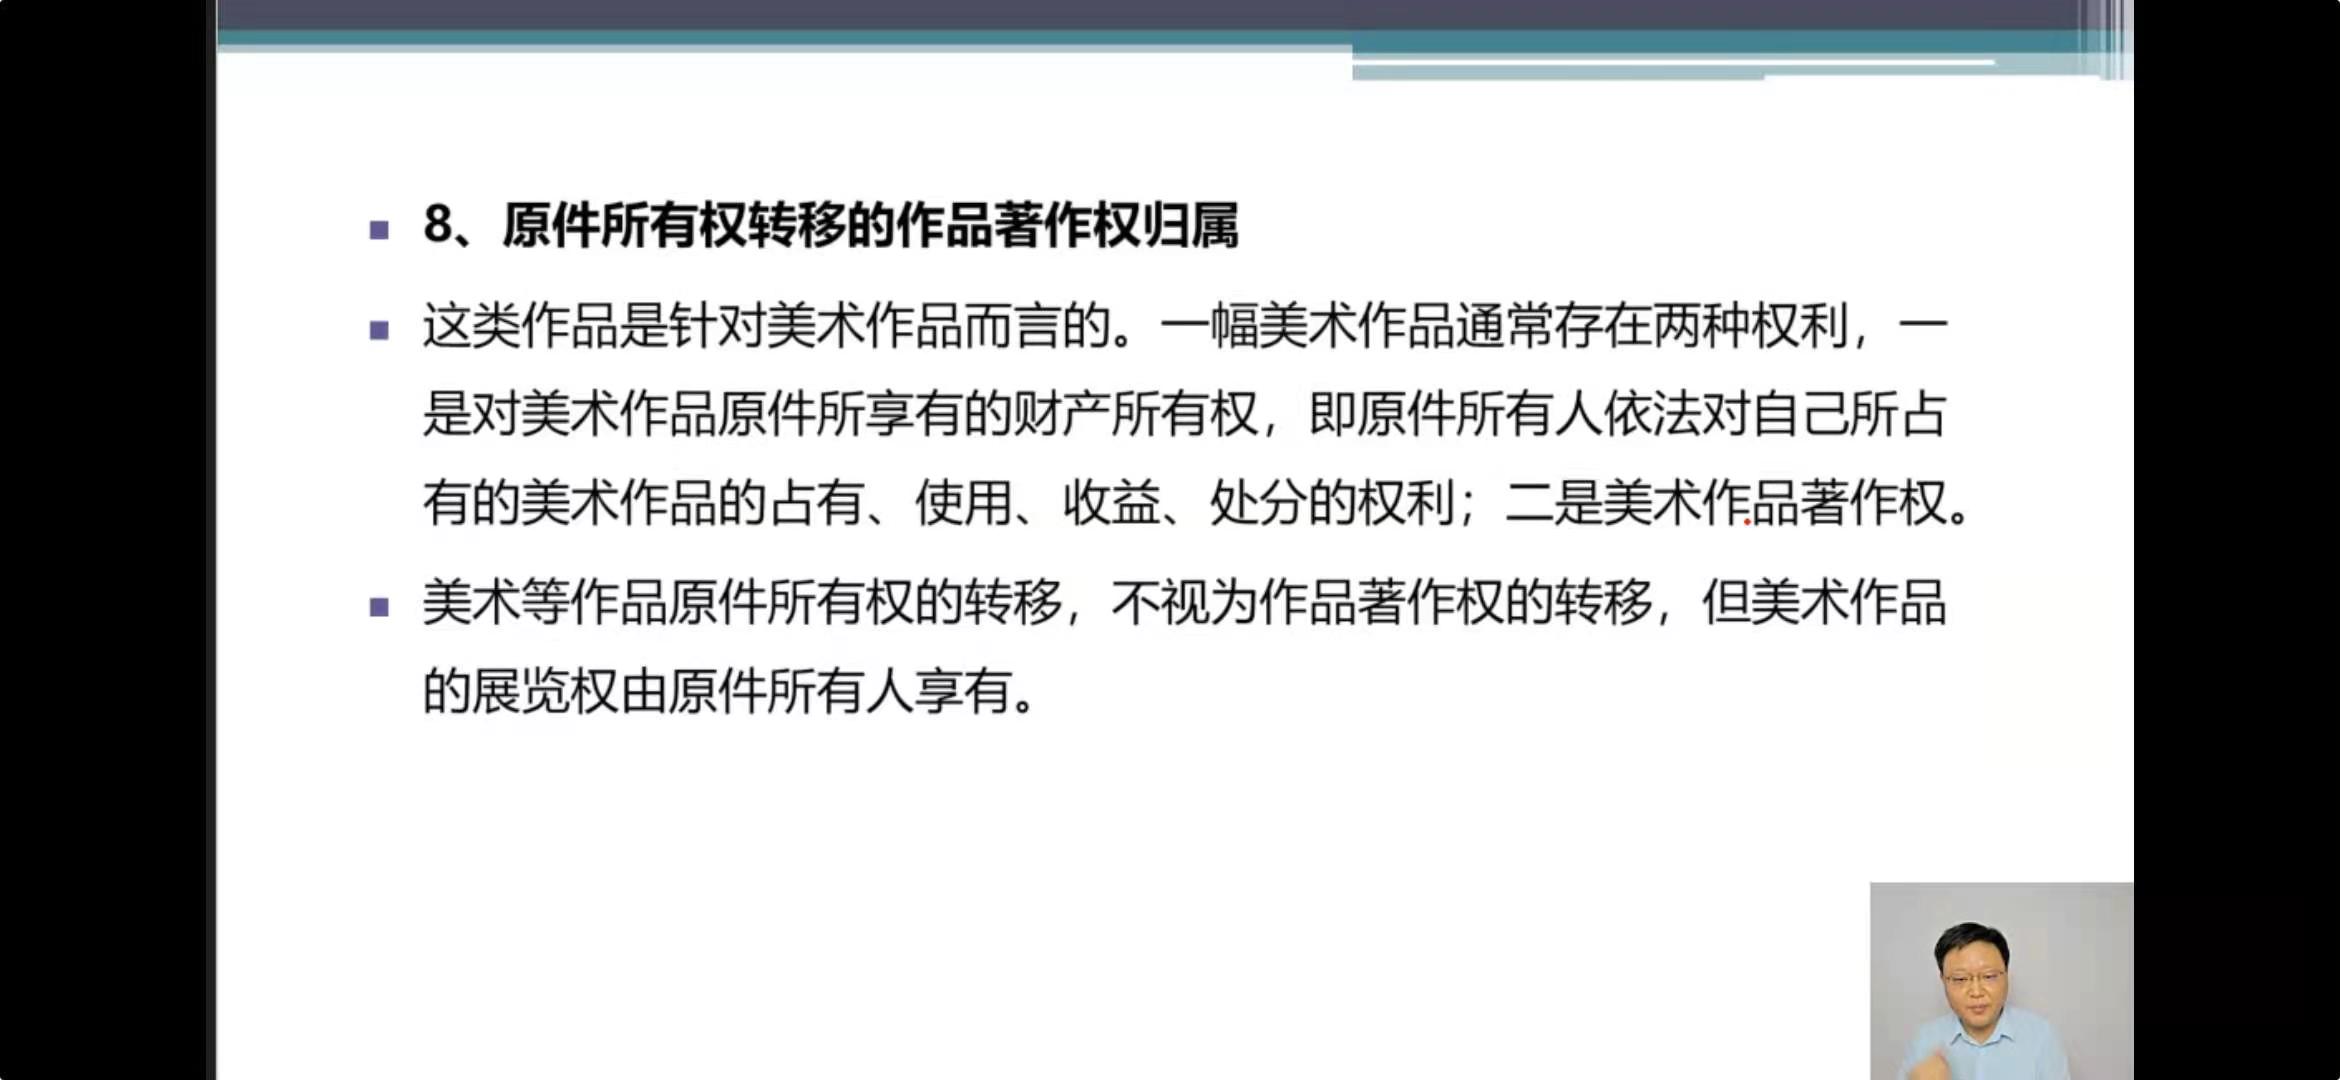 8、原件所有权转移的作品著作权归属
这类作品是针对美术作品而言的。一幅美术作品通常存在两种权利，一
是对美术作品原件所享有的财产所有权，即原件所有人依法对自己所占
有的美术作品的占有、使用、收益、处分的权利；二是美术作品著作权。
美术等作品原件所有权的转移，不视为作品著作权的转移，但美术作品
的展览权由原件所有人享有。